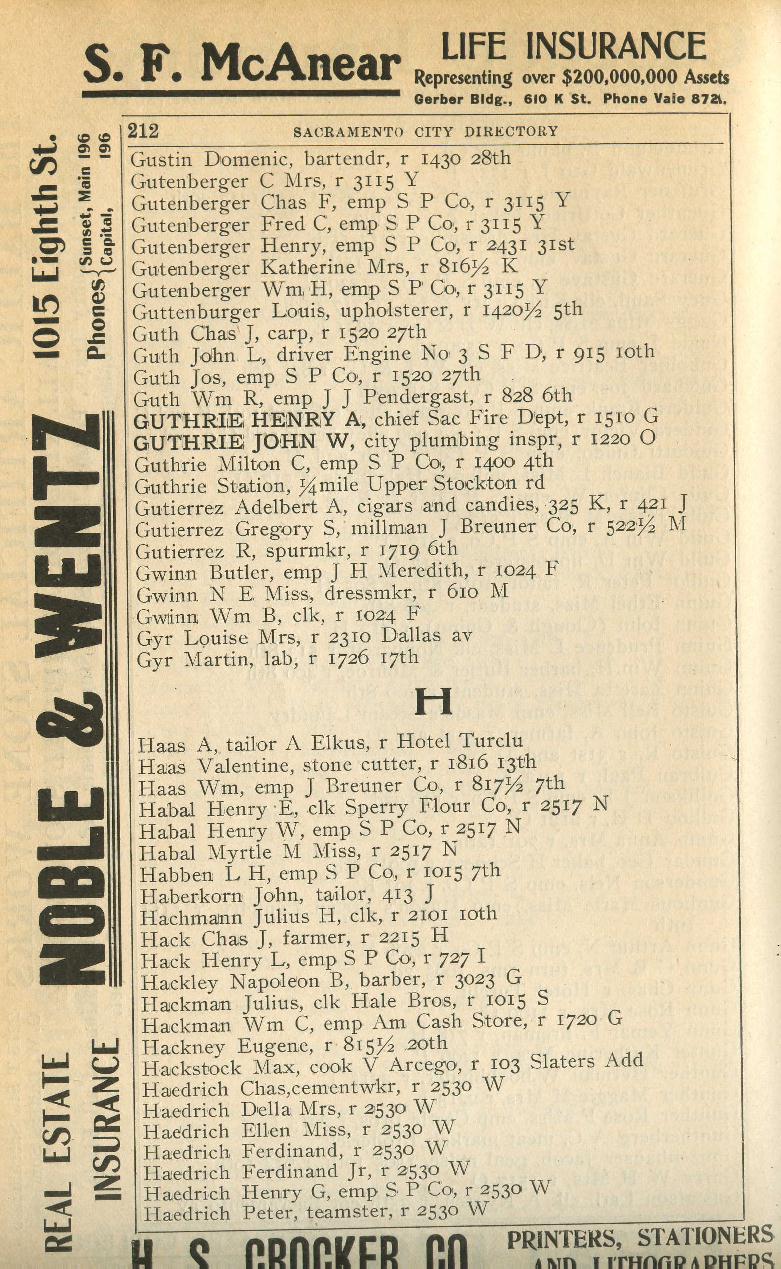 S. F. McAnear
LIFE INSURANCE
Representing over $200,000,000 Assets
Gerber Bldg., 610 K St. Phone Vale 872.
212 SACRAMENTO CITY DIRECTORY
Gustin Domenic, bartendr, r 1430 28th
Gutenberger C Mrs, r 3115 Y
Gutenberger Chas F, emp S P Co, r 3115 Y
Gutenberger Fred C, emp S P Co, r 3115 Y
Gutenberger Henry, emp S P Co, r 2431 31st
Gutenberger Katherine Mrs, r 816½ K
Gutenberger Wm H, emp S P Co, r 3115 Y
Guttenburger Louis, upholsterer, r 1420½ 5th
Guth Chas J, carp, r 1520 27th
Guth John L, driver Engine No 3 S F D, r 915 10th
Guth Jos, emp S P Co, r 1520 27th
Guth Wm R, emp J J Pendergast, r 828 6th
GUTHRIE HENRY A, chief Sac Fire Dept, r 1510 G
GUTHRIE JOHN W, city plumbing inspr, r 1220 O
Guthrie Milton C, emp S P Co, r 1400 4th
Guthrie Station, ¼mile Upper Stockton rd
Gutierrez Adelbert A, cigars and candies, 325 K, r 421 J
Gutierrez Gregory S, millman J Breuner Co, r 522½ M
Gutierrez R, spurmkr, r 1719 6th
Gwinn Butler, emp J H Meredith, r 1024 F
Gwinn N E Miss, dressmkr, r 610 M
Gwinn Wm B, clk, r 1024 F
Gyr Louise Mrs, r 2310 Dallas av
Gyr Martin, lab, r 1726 17th
H
Haas A, tailor A Elkus, r Hotel Turclu
Haas Valentine, stone cutter, r 1816 13th
Haas Wm, emp J Breuner Co, r 817½ 7th
Habal Henry E, clk Sperry Flour Co, r 2517 N
Habal Henry W, emp S P Co, r 2517 N
Habal Myrtle M Miss, r 2517 N
Habben L H, emp S P Co, r 1015 7th
Haberkorn John, tailor, 413 J
Hachmann Julius H, clk, r 2101 10th
Hack Chas J, farmer, r 2215 H
Hack Henry L, emp S P Co, r 727 I
Hackley Napoleon B, barber, r 3023 G
Hackman Julius, clk Hale Bros, r 1015 S
Hackman Wm C, emp Am Cash Store, r 1720 G
Hackney Eugene, r 815½ 20th
Hackstock Max, cook V Arcego, r 103 Slaters Add
Haedrich Chas,cementwkr, r 2530 W
Haedrich Della Mrs, r 2530 W
Haedrich Ellen Miss, r 2530 W
Haedrich Ferdinand, r 2530 W
Haedrich Ferdinand Jr, r 2530 W
Haedrich Henry G, emp S P Co, r 2530 W
Haedrich Peter, teamster, r 2530 W
REAL ESTATE
INSURANCE
NOBLE & WENTZ
1015 Eighth St.
Phones { Sunset, Main 196
Capital, 196
H. S. CROCKER CO
PRINTERS, STATIONERS
AND LITHOGRAPHERS